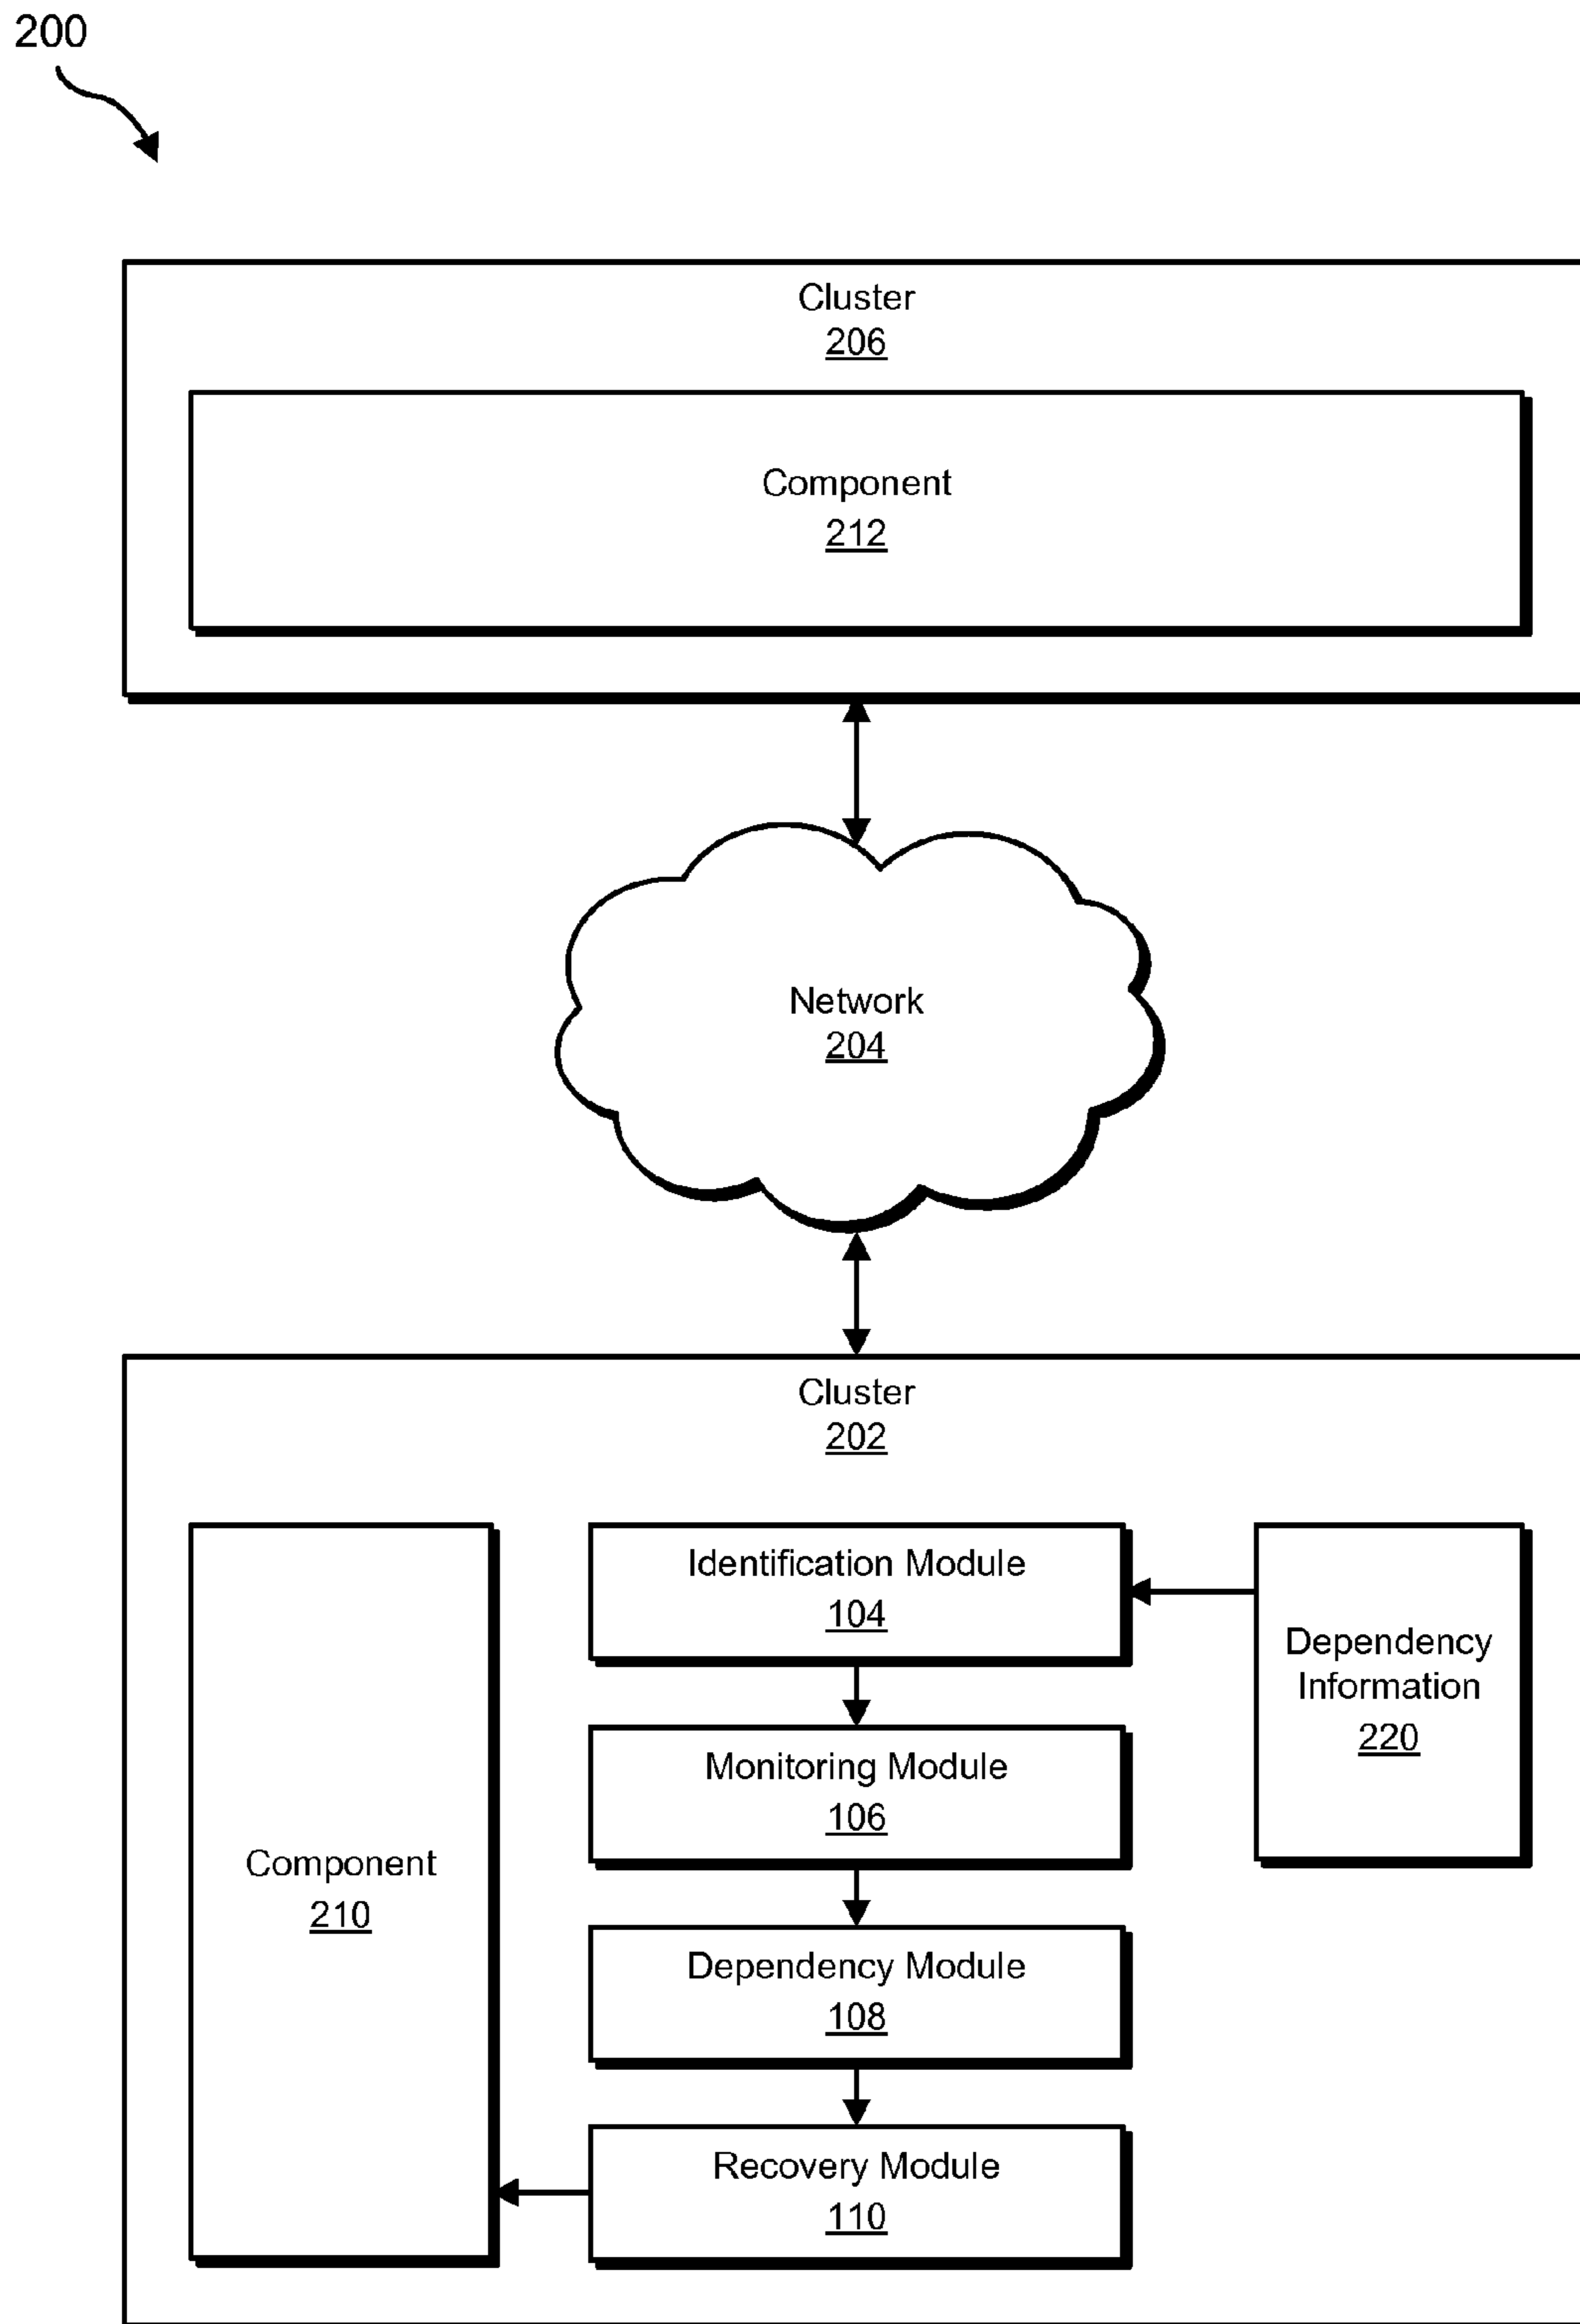 200
Cluster
206
Component
212
Network
204
Cluster
202
Identification Module
104
Dependency
Information
220
Monitoring Module
106
Component
210
Dependency Module
108
Recovery Module
110